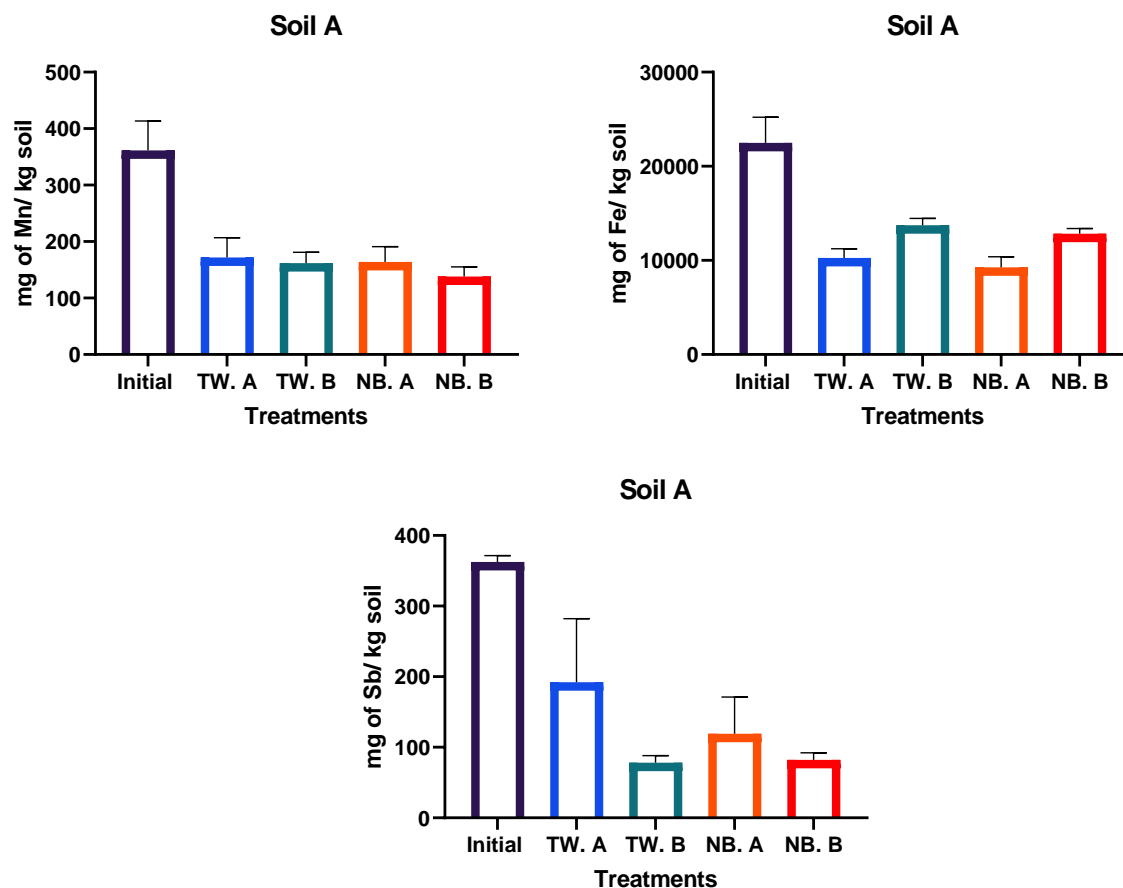 Soil A
mg of Mn/ kg soil
500
400
300
200
100
0
Initial TW. A TW. B NB. A NB. B
Treatments
Soil A
mg of Fe/ kg soil
30000
20000
10000
0
Initial TW. A TW. B NB. A NB. B
Treatments
Soil A
mg of Sb/ kg soil
400
300
200
100
0
Initial TW. A TW. B NB. A NB. B
Treatments